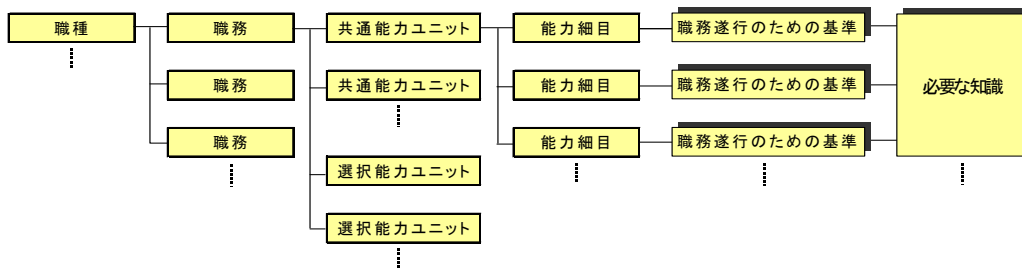 職種
職務
共通能力ユニット
能力細目
職務遂行のための基準
職務
共通能力ユニット
能力細目
職務遂行のための基準
必要な知識
職務
能力細目
職務遂行のための基準
選択能力ユニット
選択能力ユニット